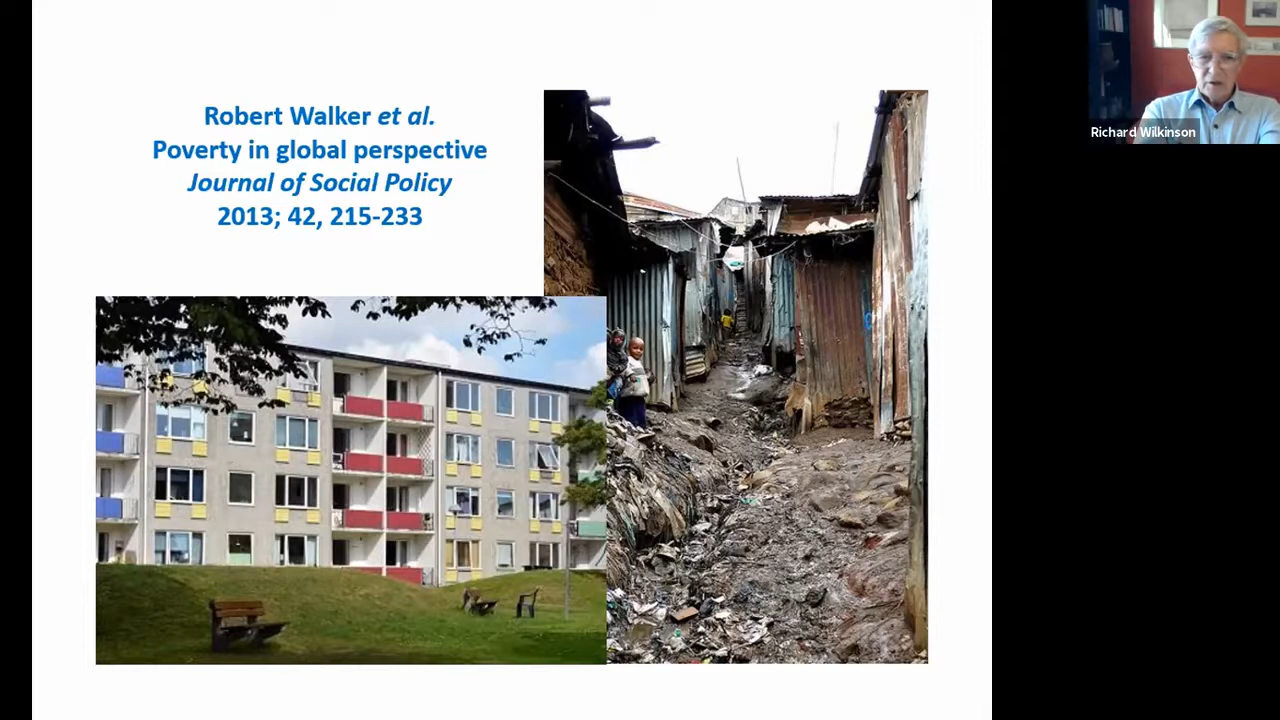 Robert Walker et al.
Poverty in global perspective
Journal of Social Policy
2013; 42, 215-233
Richard Wilkinson